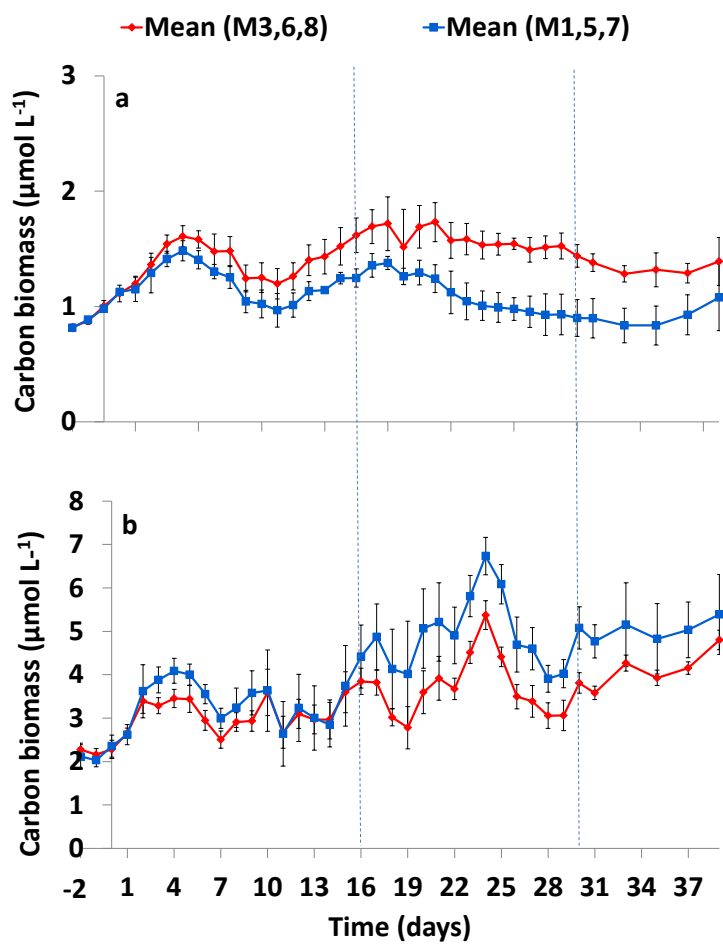 Mean (M3,6,8) Mean (M1,5,7)
a
Carbon biomass (µmol L-1)
3
2
1
0
b
Carbon biomass (µmol L-1)
8
7
6
5
4
3
2
1
0
-2 1 4 7 10 13 16 19 22 25 28 31 34 37
Time (days)